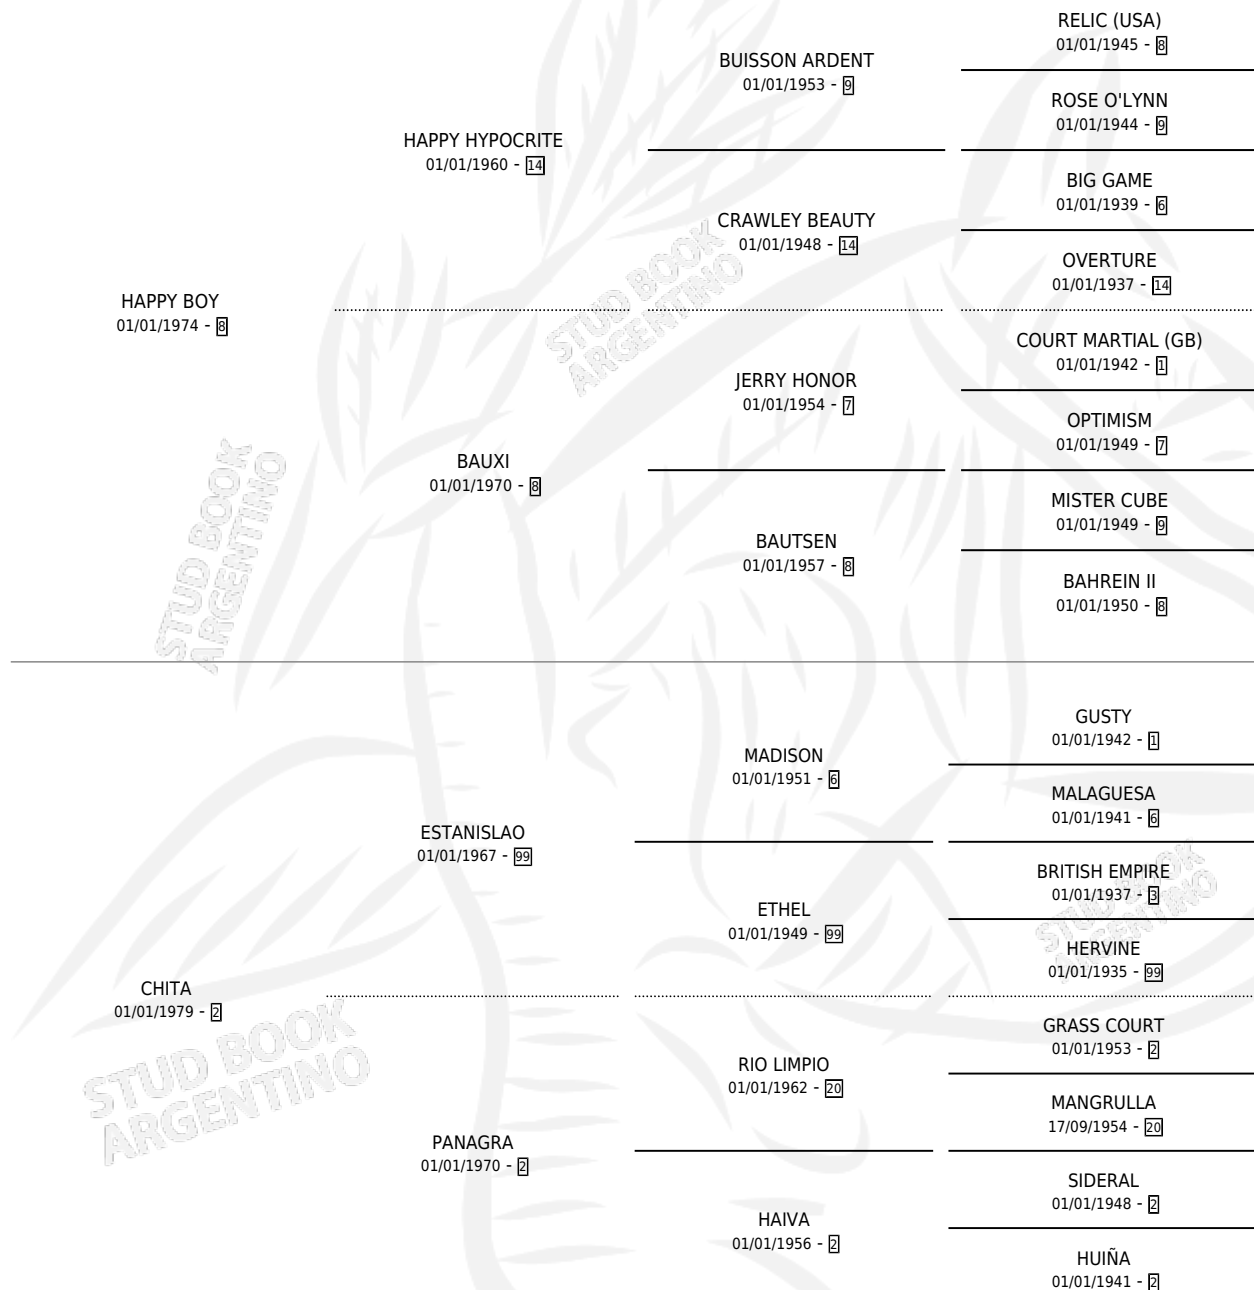 RELIC (USA)
01/01/1945 - 8
BUISSON ARDENT
01/01/1953 - 9
ROSE O'LYNN
01/01/1944 - 9
HAPPY HYPOCRITE
01/01/1960 - 14
BIG GAME
01/01/1939 - 6
CRAWLEY BEAUTY
01/01/1948 - 14
OVERTURE
01/01/1937 - 14
HAPPY BOY
01/01/1974 - 8
COURT MARTIAL (GB)
01/01/1942 - 1
JERRY HONOR
01/01/1954 - 7
OPTIMISM
01/01/1949 - 7
BAUXI
01/01/1970 - 8
MISTER CUBE
01/01/1949 - 9
BAUTSEN
01/01/1957 - 8
BAHREIN II
01/01/1950 - 8
GUSTY
01/01/1942 - 1
MADISON
01/01/1951 - 6
MALAGUESA
01/01/1941 - 6
ESTANISLAO
01/01/1967 - 99
BRITISH EMPIRE
01/01/1937 - 3
ETHEL
01/01/1949 - 99
HERVINE
01/01/1935 - 99
CHITA
01/01/1979 - 2
GRASS COURT
01/01/1953 - 2
RIO LIMPIO
01/01/1962 - 20
MANGRULLA
17/09/1954 - 20
PANAGRA
01/01/1970 - 2
SIDERAL
01/01/1948 - 2
HAIVA
01/01/1956 - 2
HUIÑA
01/01/1941 - 2
STUD BOOK
ARGENTINO
STUD BOOK
ARGENTINO
STUD BOOK
ARGENTINO
STUD BOOK
ARGENTINO